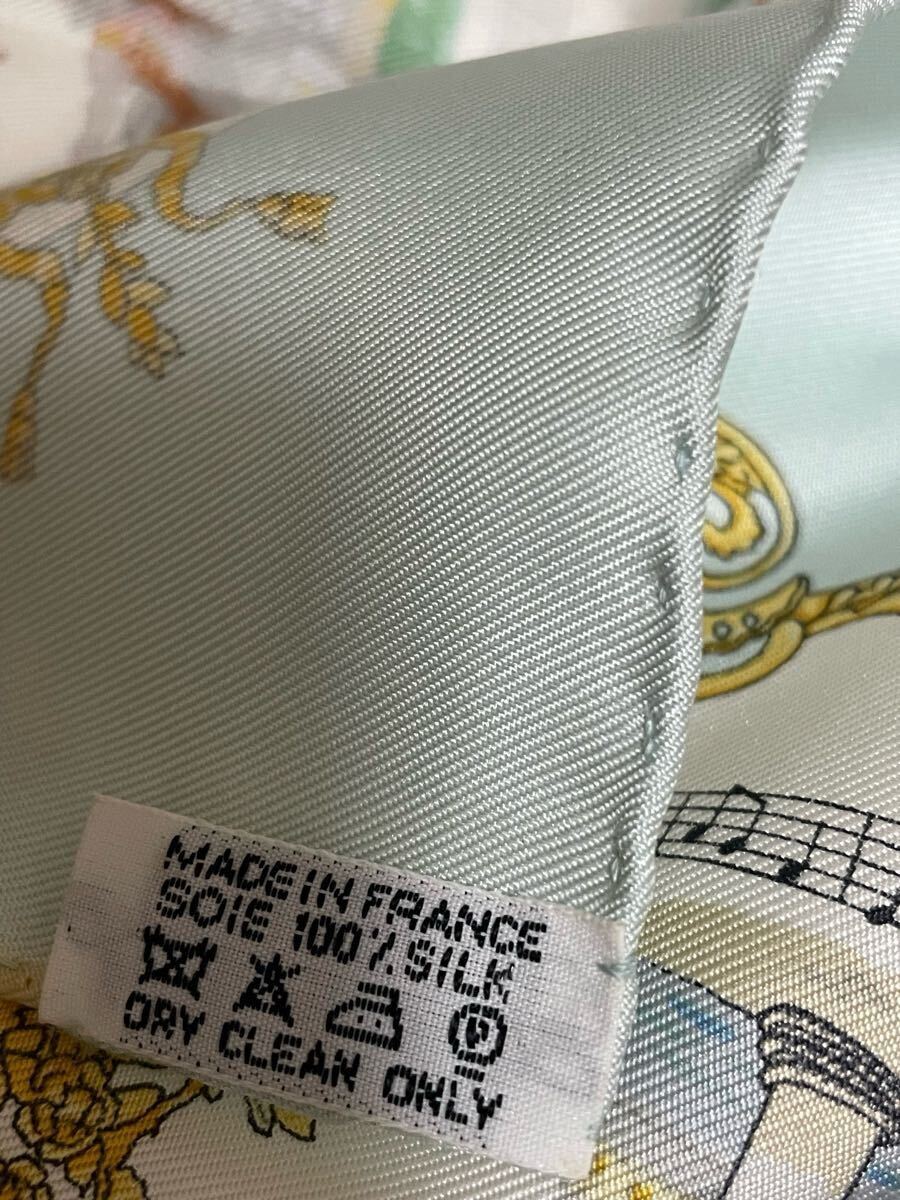 MADE IN FRANCE
SOIE 100% SILK
P
DRY CLEAN ONLY